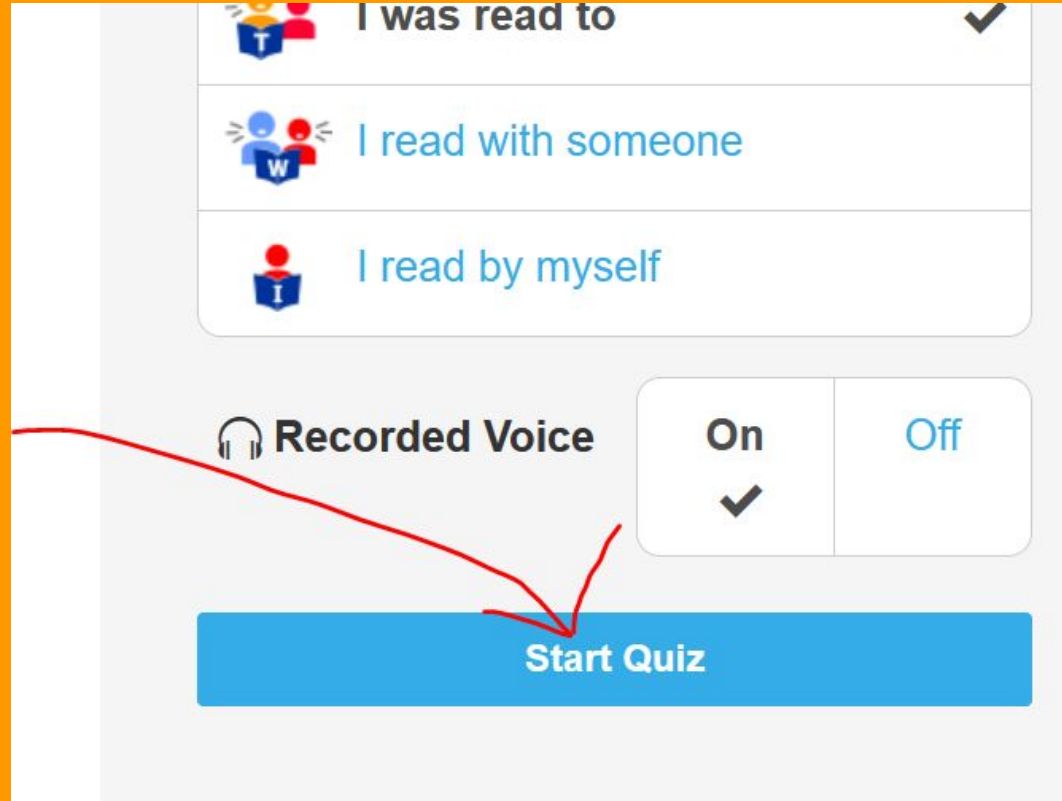 T I was read to
W I read with someone
I I read by myself
Recorded Voice On Off
Start Quiz